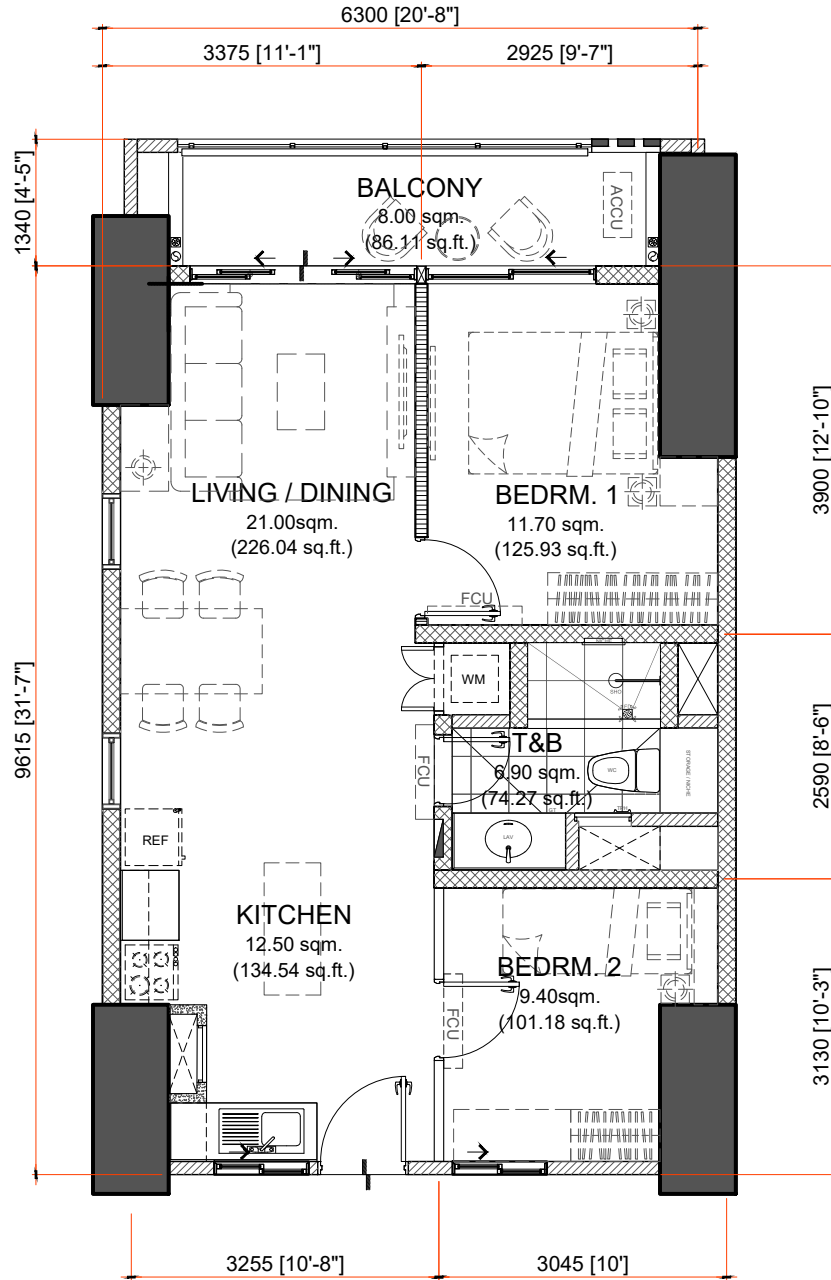 6300 [20'-8"]
3375 [11'-1"]
2925 [9'-7"]
1340 [4'-5"]
BALCONY
8.00 sqm.
(86.11 sq.ft.)
ACCU
LIVING / DINING
21.00sqm.
(226.04 sq.ft.)
BEDRM. 1
11.70 sqm.
(125.93 sq.ft.)
3900 [12'-10"]
FCU
9615 [31'-7"]
WM
SHO
T&B
6.90 sqm.
(74.27 sq.ft.)
WC
STORAGE / NICHE
2590 [8'-6"]
FCU
GT
LAV
REF
KITCHEN
12.50 sqm.
(134.54 sq.ft.)
BEDRM. 2
9.40sqm.
(101.18 sq.ft.)
FCU
3130 [10'-3"]
3255 [10'-8"]
3045 [10']